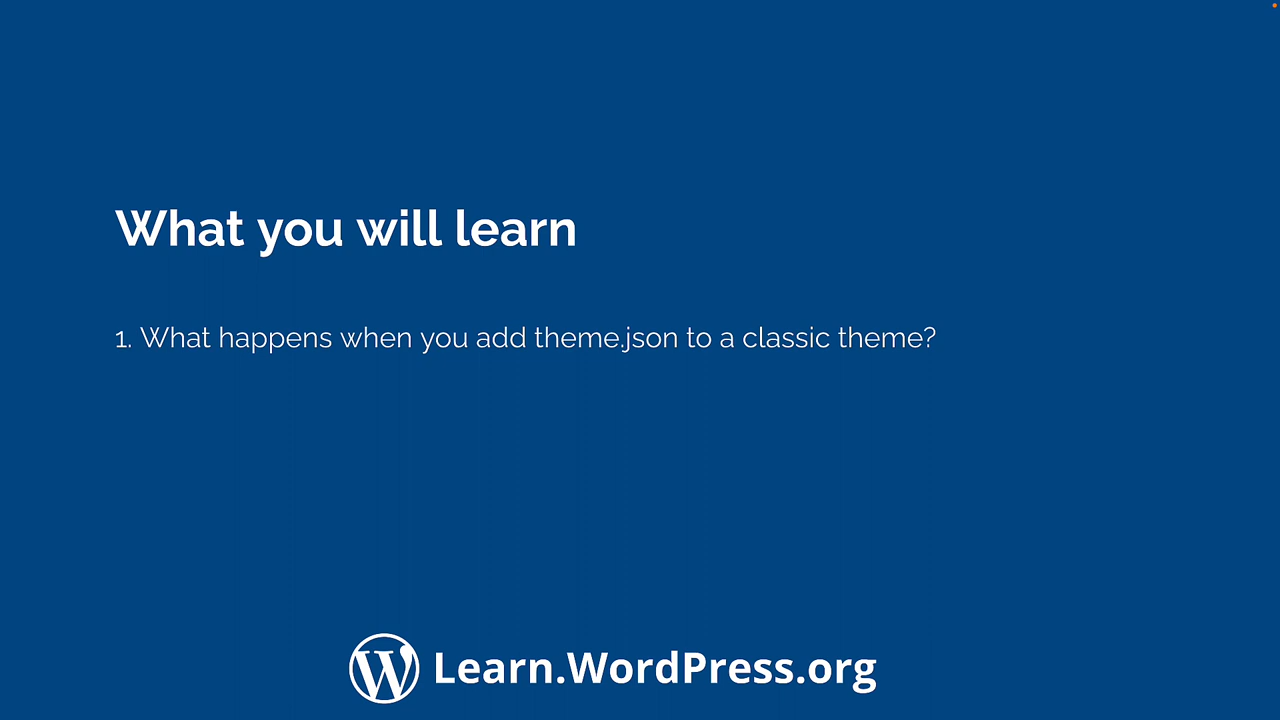 What you will learn
1. What happens when you add theme.json to a classic theme?
Learn.WordPress.org